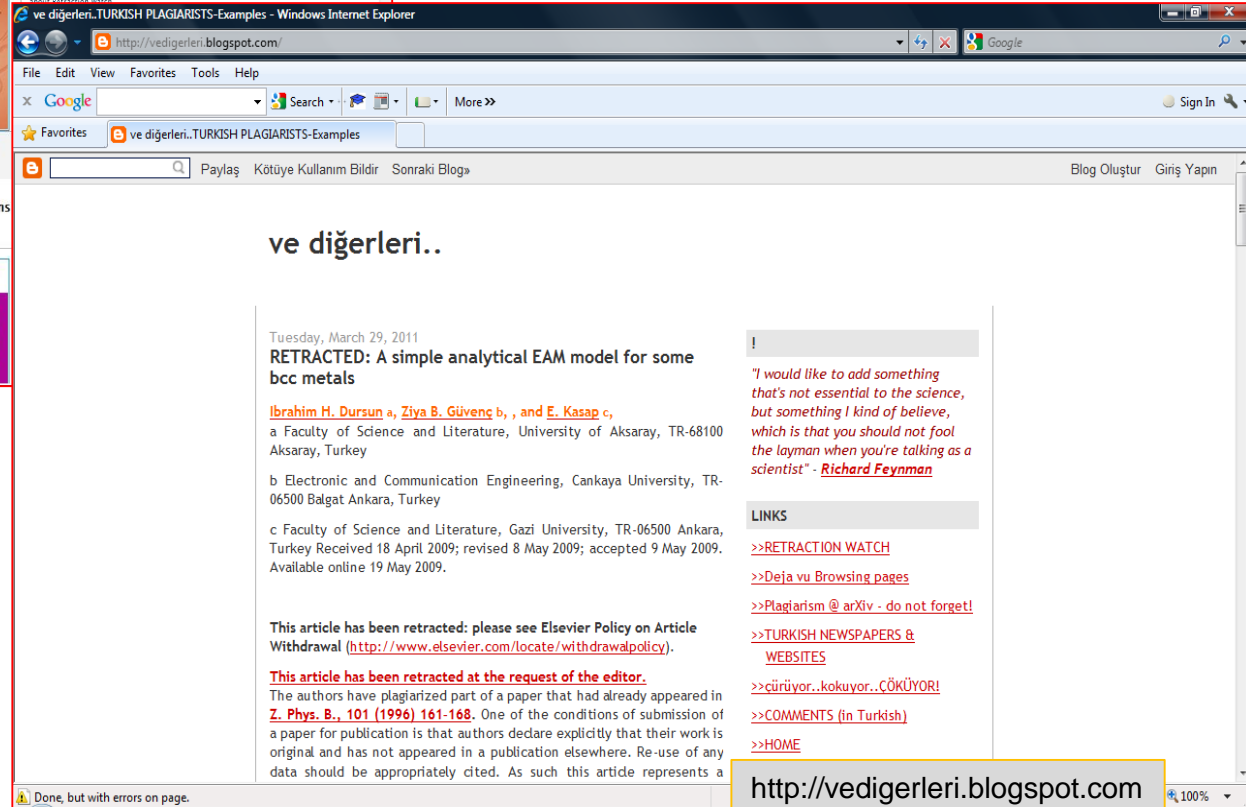 ve diğerleri..TURKISH PLAGIARISTS-Examples - Windows Internet Explorer
http://vedigerleri.blogspot.com/
Google
File Edit View Favorites Tools Help
x Google Search More >> Sign In
Favorites ve diğerleri..TURKISH PLAGIARISTS-Examples
Paylaş Kötüye Kullanım Bildir Sonraki Blog» Blog Oluştur Giriş Yapın
ve diğerleri..
Tuesday, March 29, 2011
RETRACTED: A simple analytical EAM model for some
bcc metals
Ibrahim H. Dursun a, Ziya B. Güvenç b, , and E. Kasap c,
a Faculty of Science and Literature, University of Aksaray, TR-68100
Aksaray, Turkey
b Electronic and Communication Engineering, Cankaya University, TR-
06500 Balgat Ankara, Turkey
c Faculty of Science and Literature, Gazi University, TR-06500 Ankara,
Turkey Received 18 April 2009; revised 8 May 2009; accepted 9 May 2009.
Available online 19 May 2009.
This article has been retracted: please see Elsevier Policy on Article
Withdrawal (http://www.elsevier.com/locate/withdrawalpolicy).
This article has been retracted at the request of the editor.
The authors have plagiarized part of a paper that had already appeared in
Z. Phys. B., 101 (1996) 161-168. One of the conditions of submission of
a paper for publication is that authors declare explicitly that their work is
original and has not appeared in a publication elsewhere. Re-use of any
data should be appropriately cited. As such this article represents a
!
"I would like to add something
that's not essential to the science,
but something I kind of believe,
which is that you should not fool
the layman when you're talking as a
scientist" - Richard Feynman
LINKS
>>RETRACTION WATCH
>>Deja vu Browsing pages
>>Plagiarism @ arXiv - do not forget!
>>TURKISH NEWSPAPERS &
WEBSITES
>>çürüyor..kokuyor..ÇÖKÜYOR!
>>COMMENTS (in Turkish)
>>HOME
http://vedigerleri.blogspot.com
Done, but with errors on page.
100%